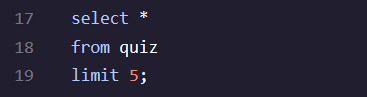 17 select *
18 from quiz
19 limit 5;